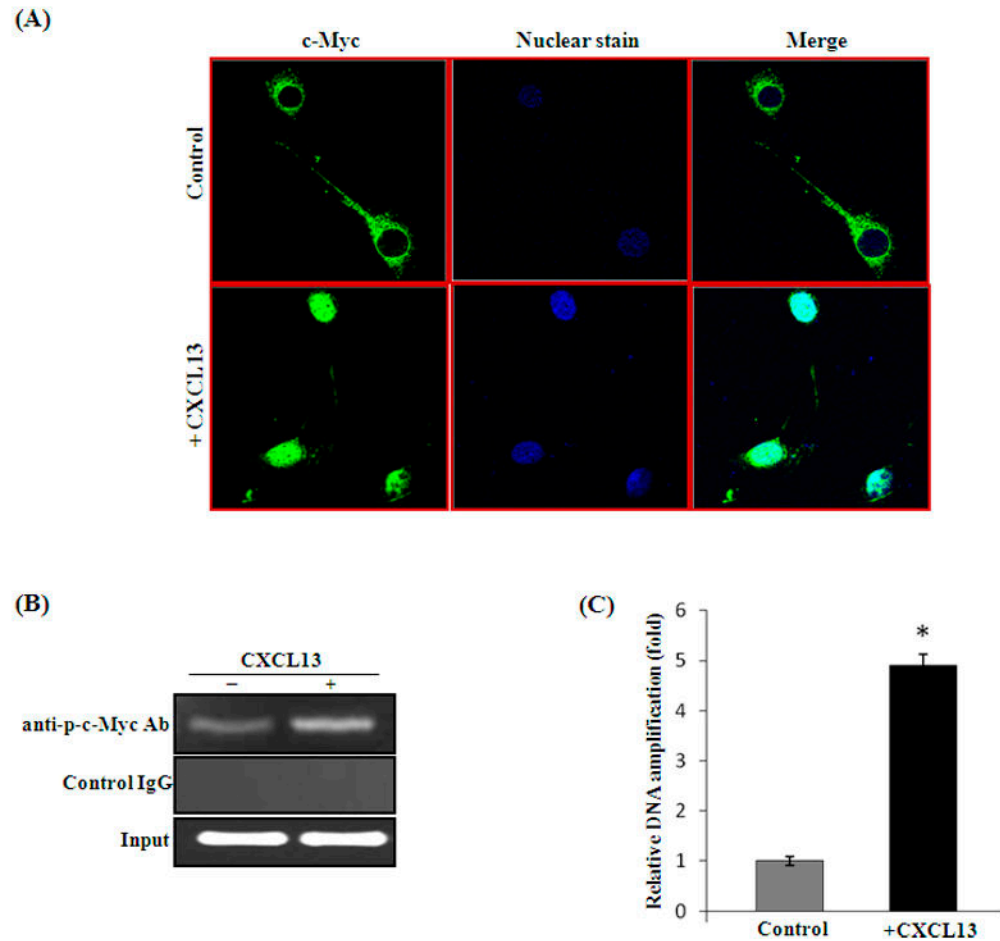 (A)
c-Myc Nuclear stain Merge
Control
+CXCL13
(B)
CXCL13
− +
anti-p-c-Myc Ab
Control IgG
Input
(C)
Relative DNA amplification (fold)
6
5
4
3
2
1
0
*
Control +CXCL13